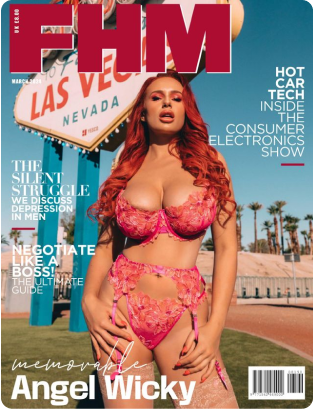 UK £6.00
FHM
MARCH 2020
LAS VEGAS
NEVADA
HOT
CAR
TECH
INSIDE
THE
CONSUMER
ELECTRONICS
SHOW
THE
SILENT
STRUGGLE
WE DISCUSS
DEPRESSION
IN MEN
NEGOTIATE
LIKE A
BOSS!
THE ULTIMATE
GUIDE
memorable
Angel Wicky